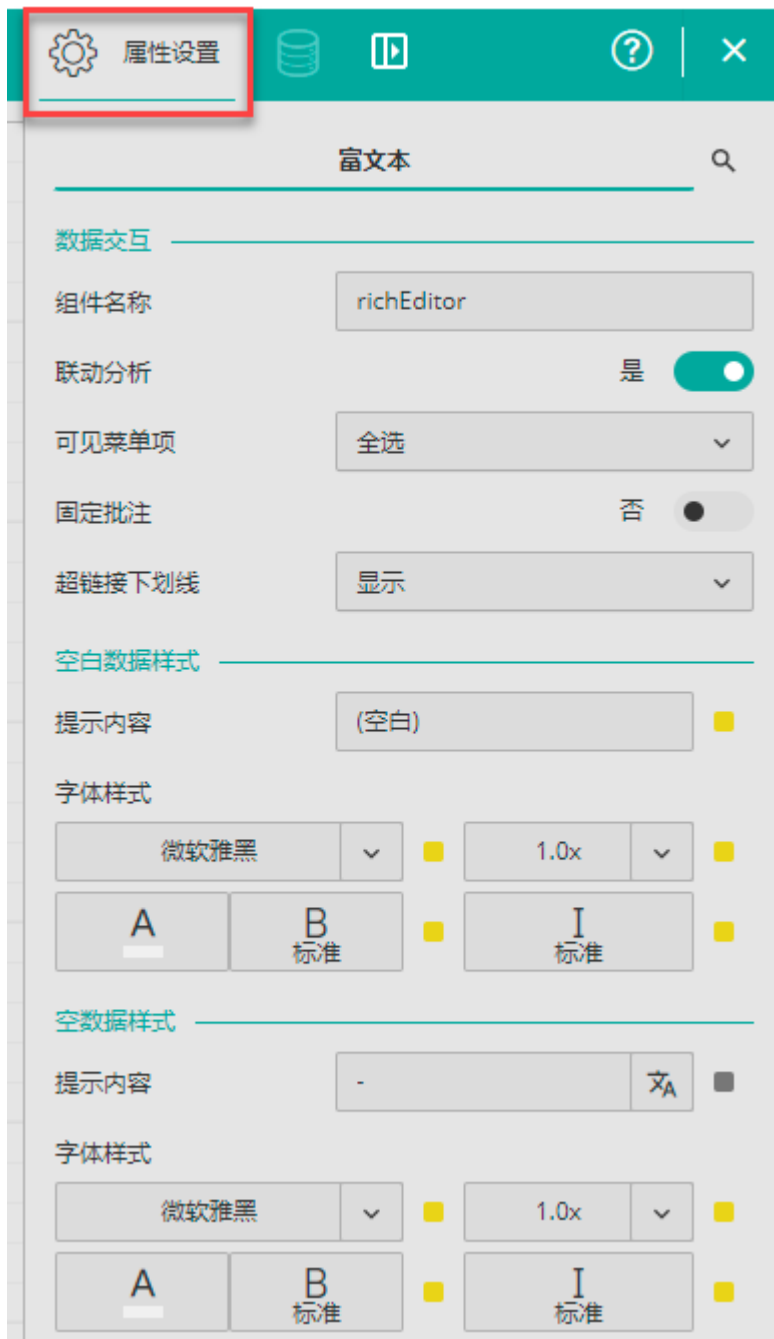 属性设置
富文本
数据交互
组件名称 richEditor
联动分析 是
可见菜单项 全选
固定批注 否
超链接下划线 显示
空白数据样式
提示内容 (空白)
字体样式
微软雅黑 1.0x
A B I
标准 标准
空数据样式
提示内容 - 文A
字体样式
微软雅黑 1.0x
A B I
标准 标准